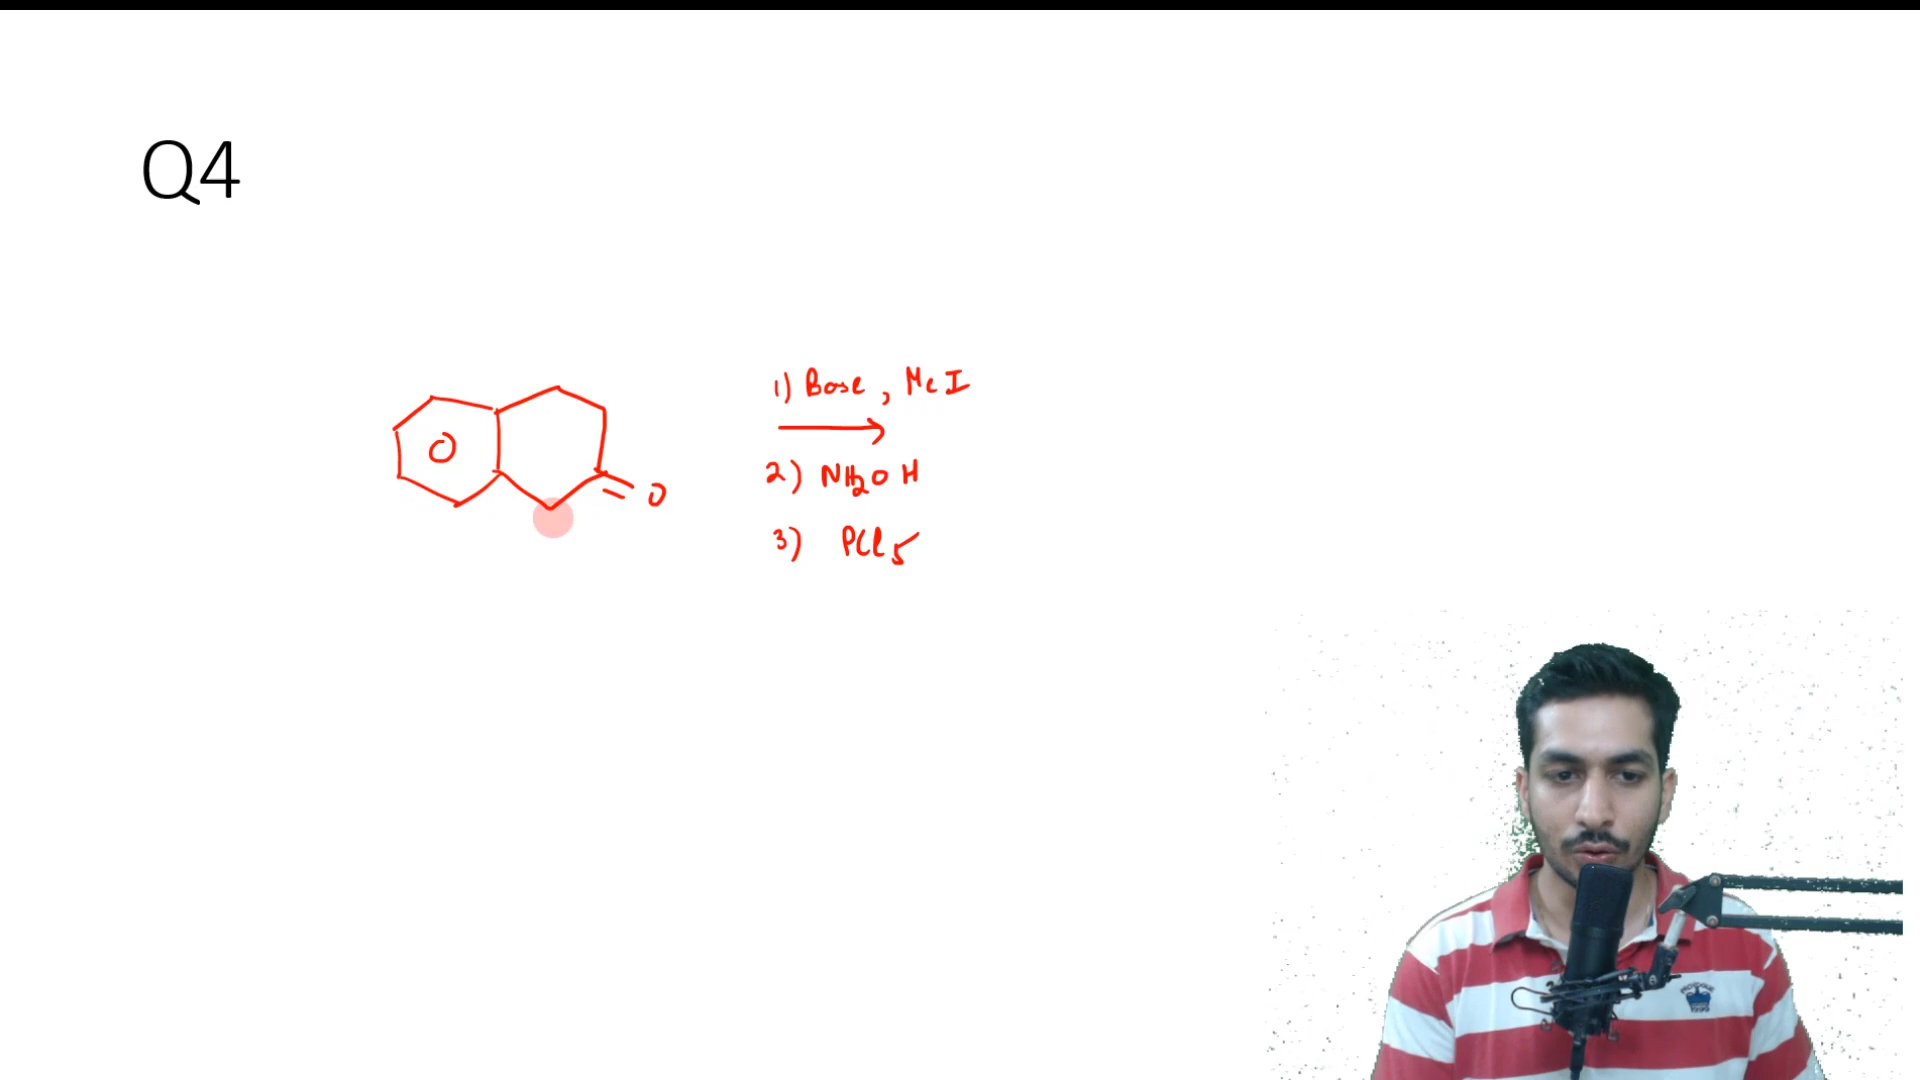 Q4
1) Base, MeI
2) NH2OH
3) PCl5
O
O